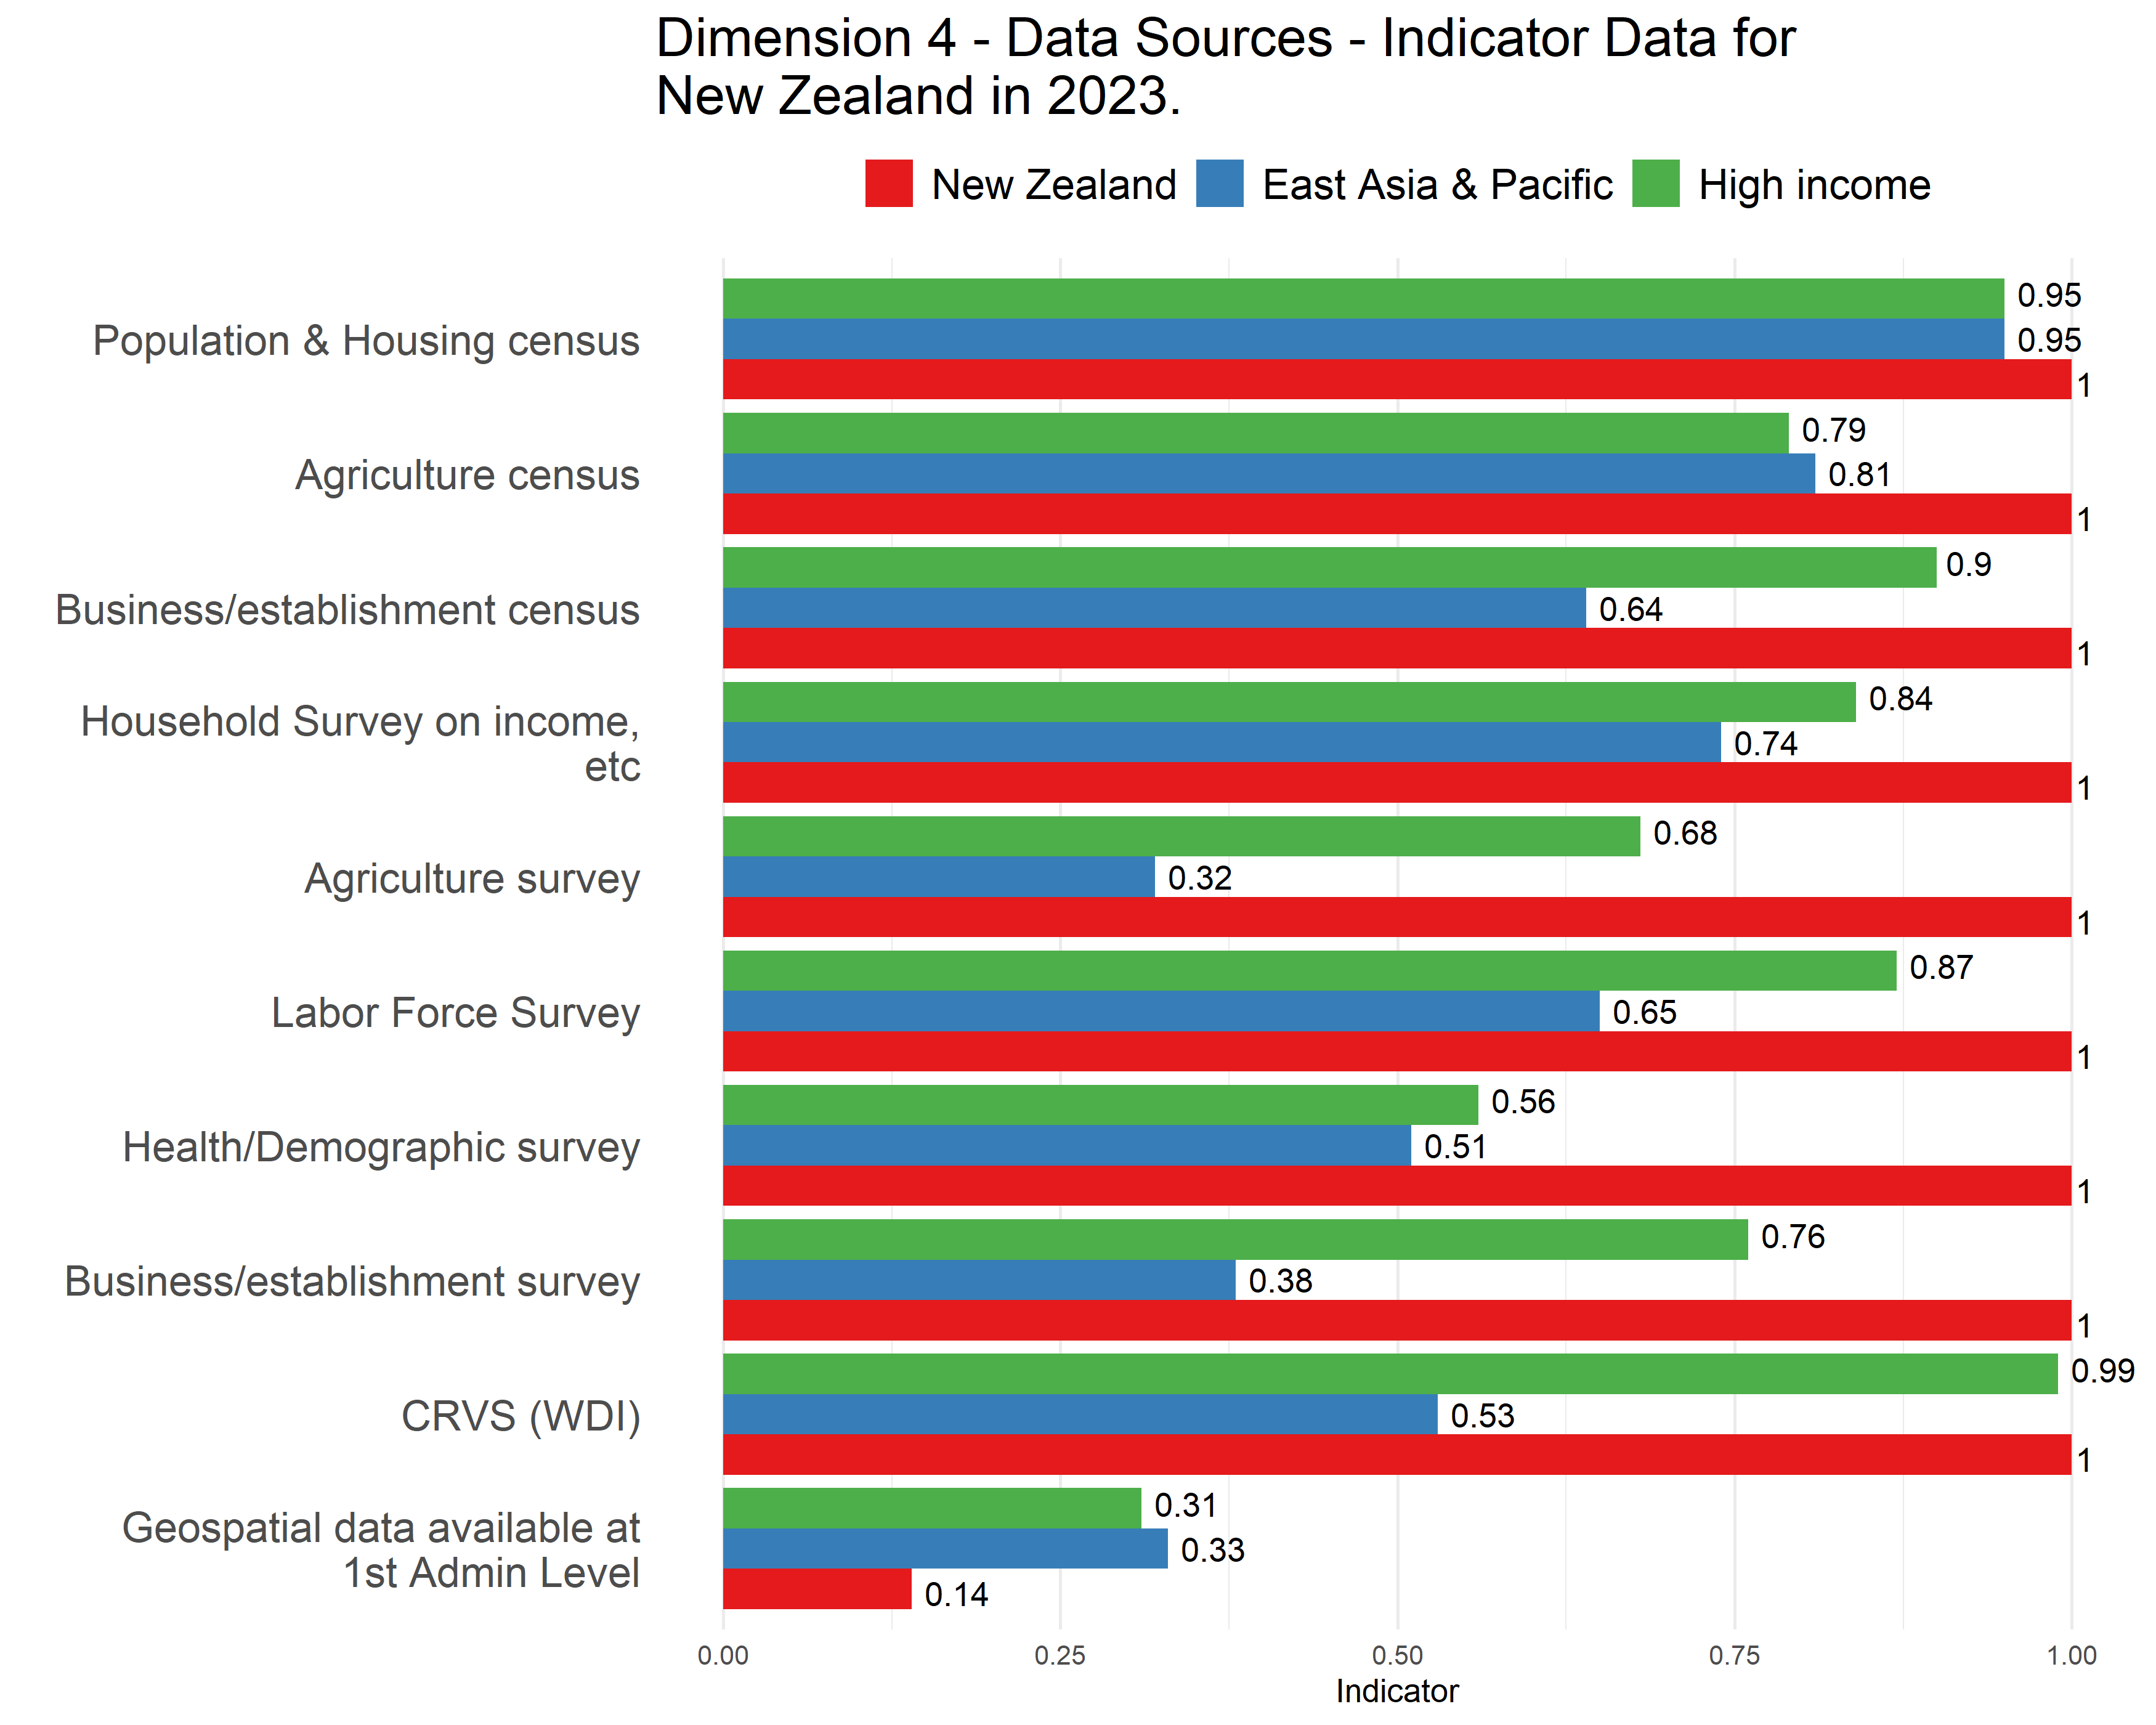 Dimension 4 - Data Sources - Indicator Data for
New Zealand in 2023.
New Zealand
East Asia & Pacific
High income
Population & Housing census
0.95
0.95
1
Agriculture census
0.79
0.81
1
Business/establishment census
0.9
0.64
1
Household Survey on income,
etc
0.84
0.74
1
Agriculture survey
0.68
0.32
1
Labor Force Survey
0.87
0.65
1
Health/Demographic survey
0.56
0.51
1
Business/establishment survey
0.76
0.38
1
CRVS (WDI)
0.99
0.53
1
Geospatial data available at
1st Admin Level
0.31
0.33
0.14
0.00
0.25
0.50
0.75
1.00
Indicator